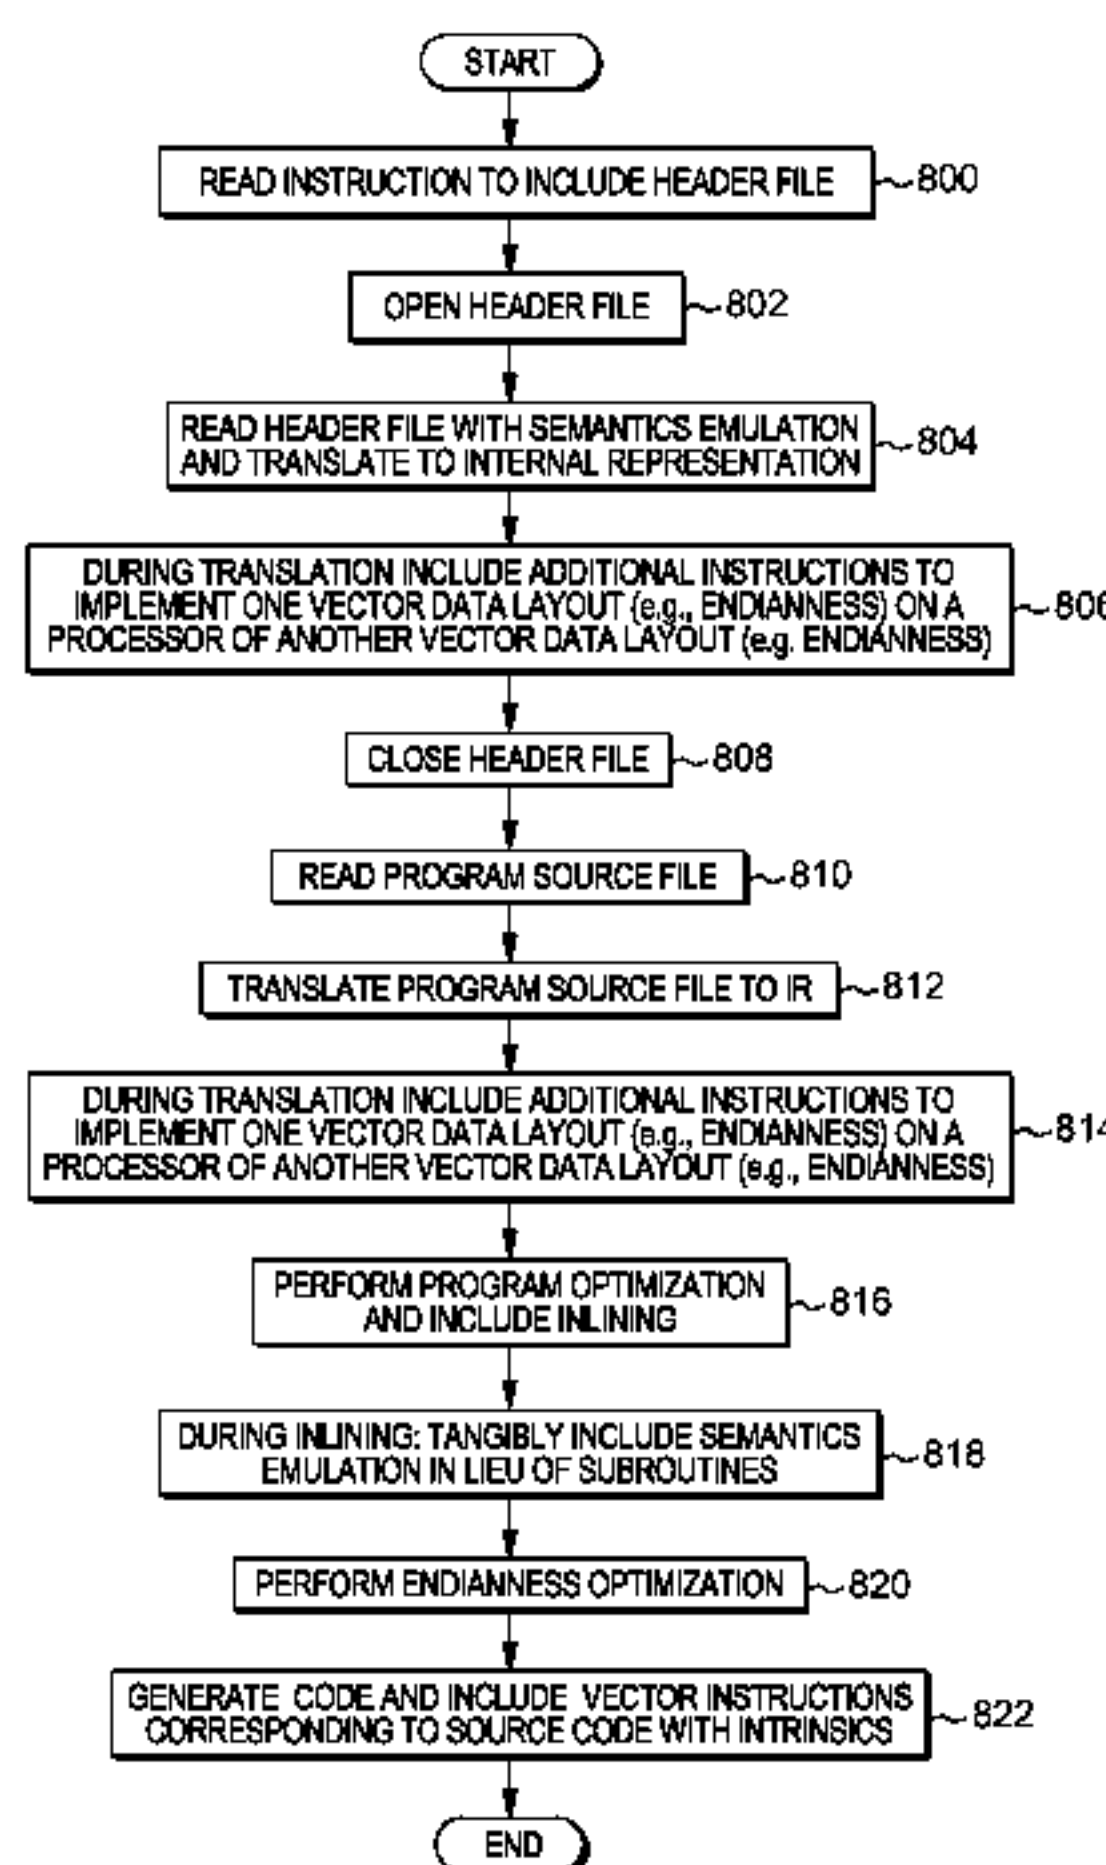 START
READ INSTRUCTION TO INCLUDE HEADER FILE
800
OPEN HEADER FILE
802
READ HEADER FILE WITH SEMANTICS EMULATION
AND TRANSLATE TO INTERNAL REPRESENTATION
804
DURING TRANSLATION INCLUDE ADDITIONAL INSTRUCTIONS TO
IMPLEMENT ONE VECTOR DATA LAYOUT (e.g., ENDIANNESS) ON A
PROCESSOR OF ANOTHER VECTOR DATA LAYOUT (e.g. ENDIANNESS)
806
CLOSE HEADER FILE
808
READ PROGRAM SOURCE FILE
810
TRANSLATE PROGRAM SOURCE FILE TO IR
812
DURING TRANSLATION INCLUDE ADDITIONAL INSTRUCTIONS TO
IMPLEMENT ONE VECTOR DATA LAYOUT (e.g., ENDIANNESS) ON A
PROCESSOR OF ANOTHER VECTOR DATA LAYOUT (e.g., ENDIANNESS)
814
PERFORM PROGRAM OPTIMIZATION
AND INCLUDE INLINING
816
DURING INLINING: TANGIBLY INCLUDE SEMANTICS
EMULATION IN LIEU OF SUBROUTINES
818
PERFORM ENDIANNESS OPTIMIZATION
820
GENERATE CODE AND INCLUDE VECTOR INSTRUCTIONS
CORRESPONDING TO SOURCE CODE WITH INTRINSICS
822
END